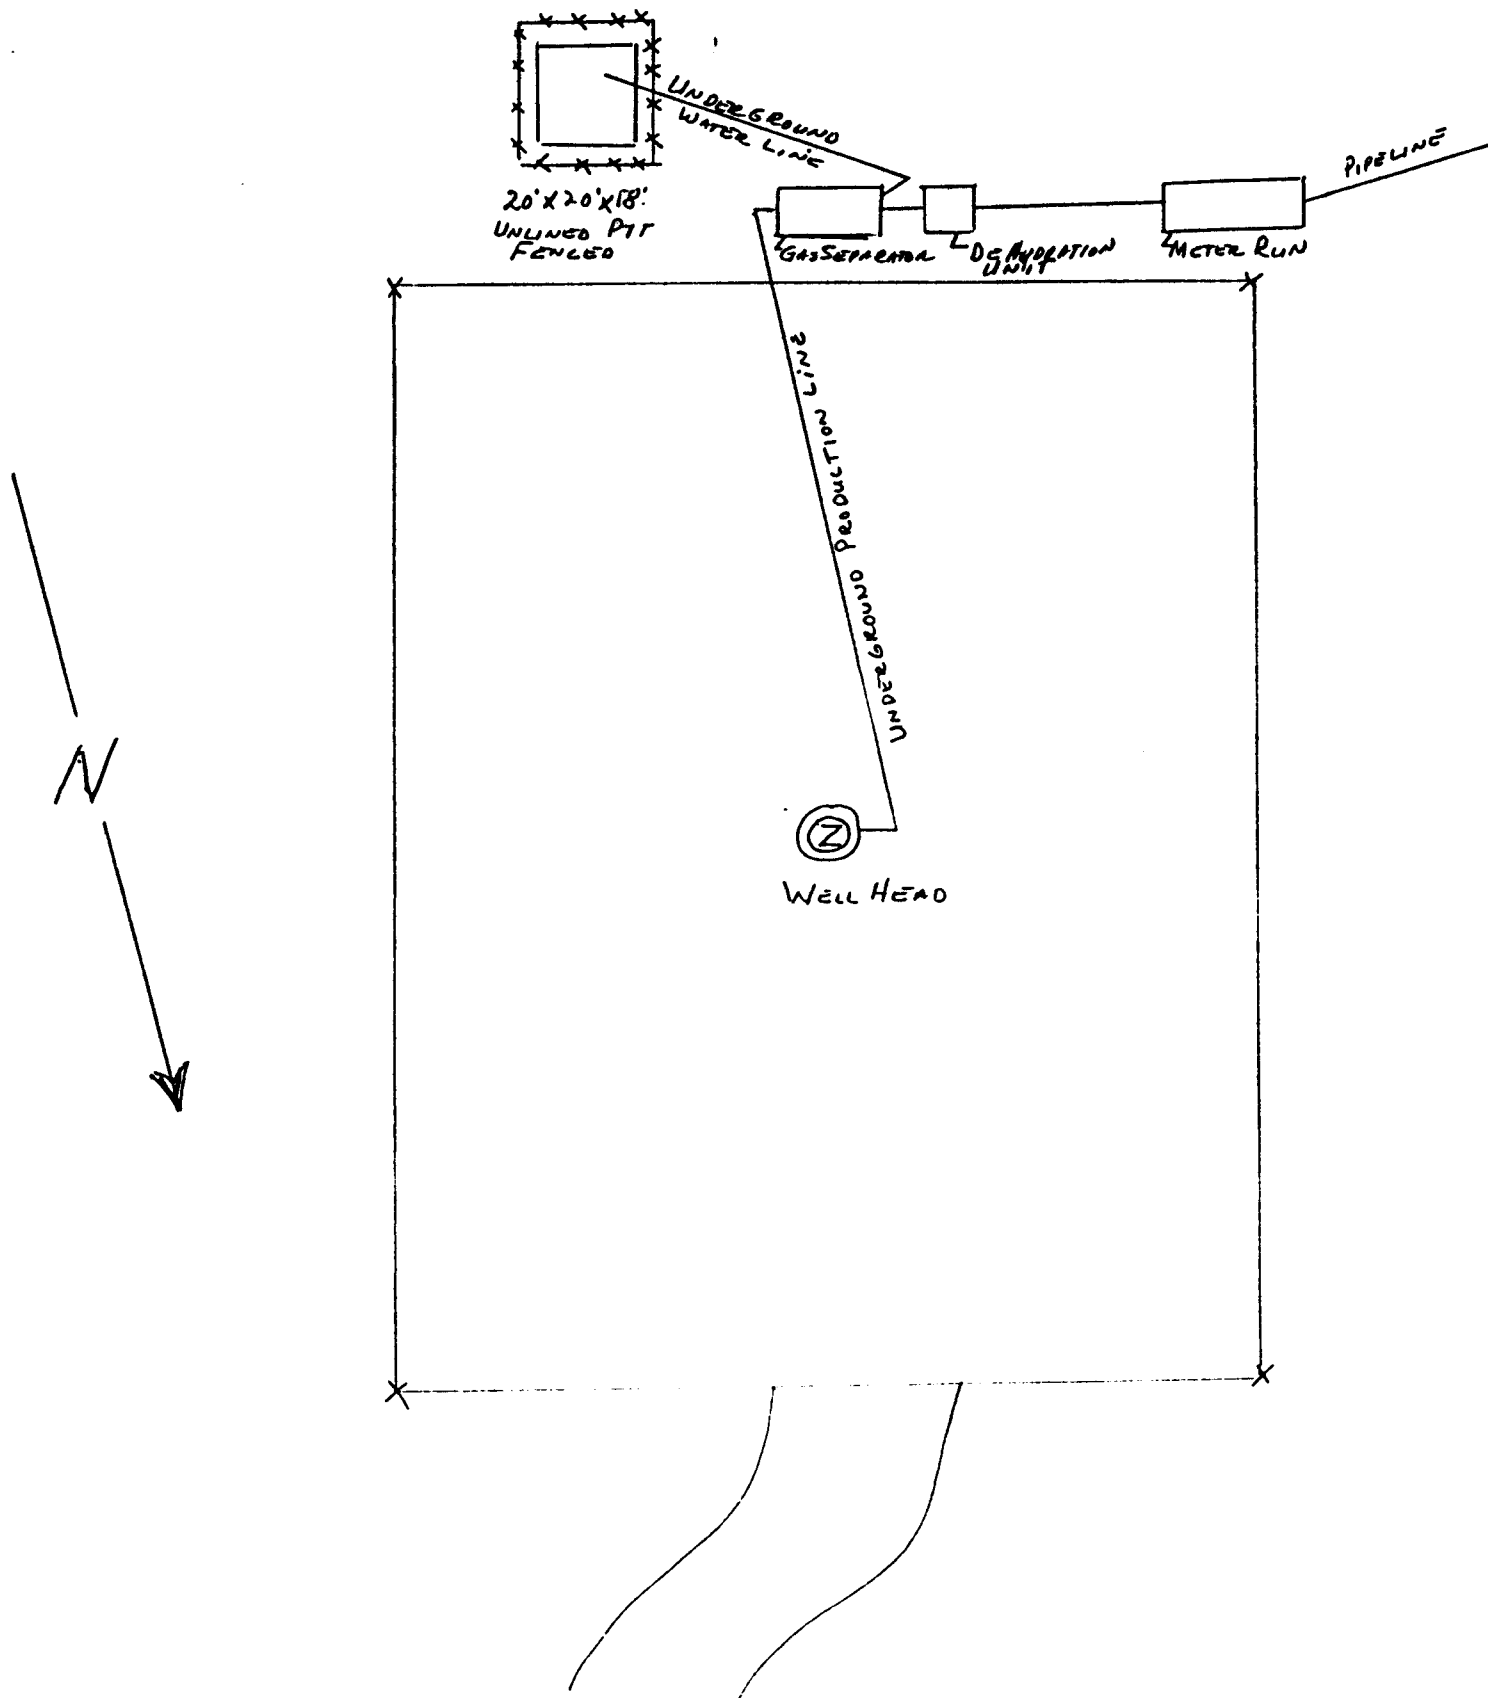 UNDERGROUND
WATER LINE
PIPELINE
20'X20'X18'
UNLINED PIT
FENCED
GAS SEPARATOR
DEHYDRATION
UNIT
METER RUN
UNDERGROUND PRODUCTION LINE
N
Z
WELL HEAD